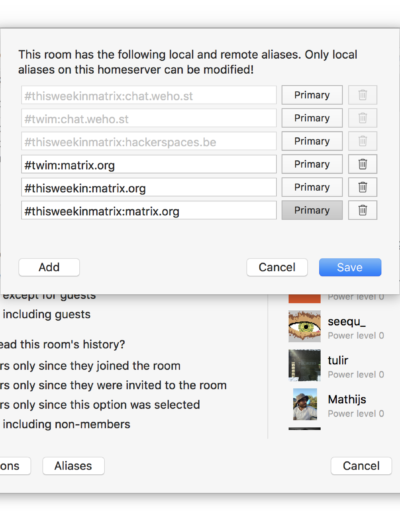 This room has the following local and remote aliases. Only local
aliases on this homeserver can be modified!
#thisweekinmatrix:chat.weho.st Primary
#twim:chat.weho.st Primary
#thisweekinmatrix:hackerspaces.be Primary
#twim:matrix.org Primary
#thisweekin:matrix.org Primary
#thisweekinmatrix:matrix.org Primary
Add Cancel Save
except for guests Power level 0
including guests
seequ_
Power level 0
ead this room's history?
tulir
rs only since they joined the room
Power level 0
rs only since they were invited to the room
Mathijs
rs only since this option was selected
Power level 0
including non-members
ons Aliases Cancel